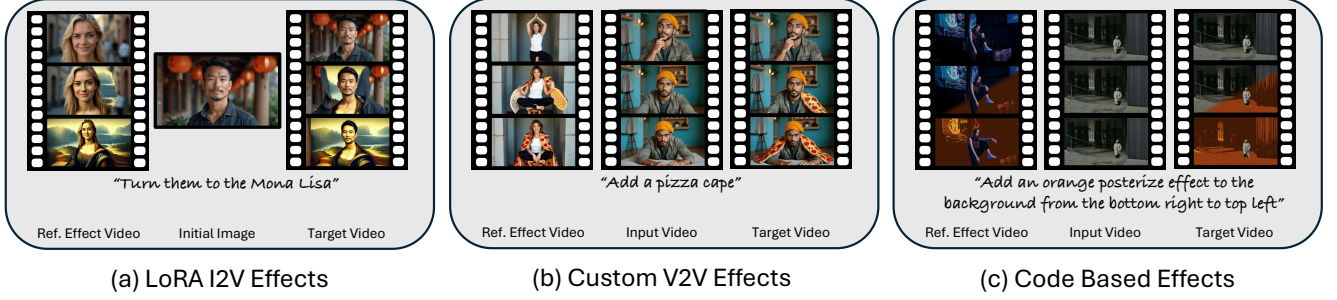 “Turn them to the Mona Lisa”
Ref. Effect Video
Initial Image
Target Video
(a) LoRA I2V Effects
“Add a pizza cape”
Ref. Effect Video
Input Video
Target Video
(b) Custom V2V Effects
“Add an orange posterize effect to the
background from the bottom right to top left”
Ref. Effect Video
Input Video
Target Video
(c) Code Based Effects